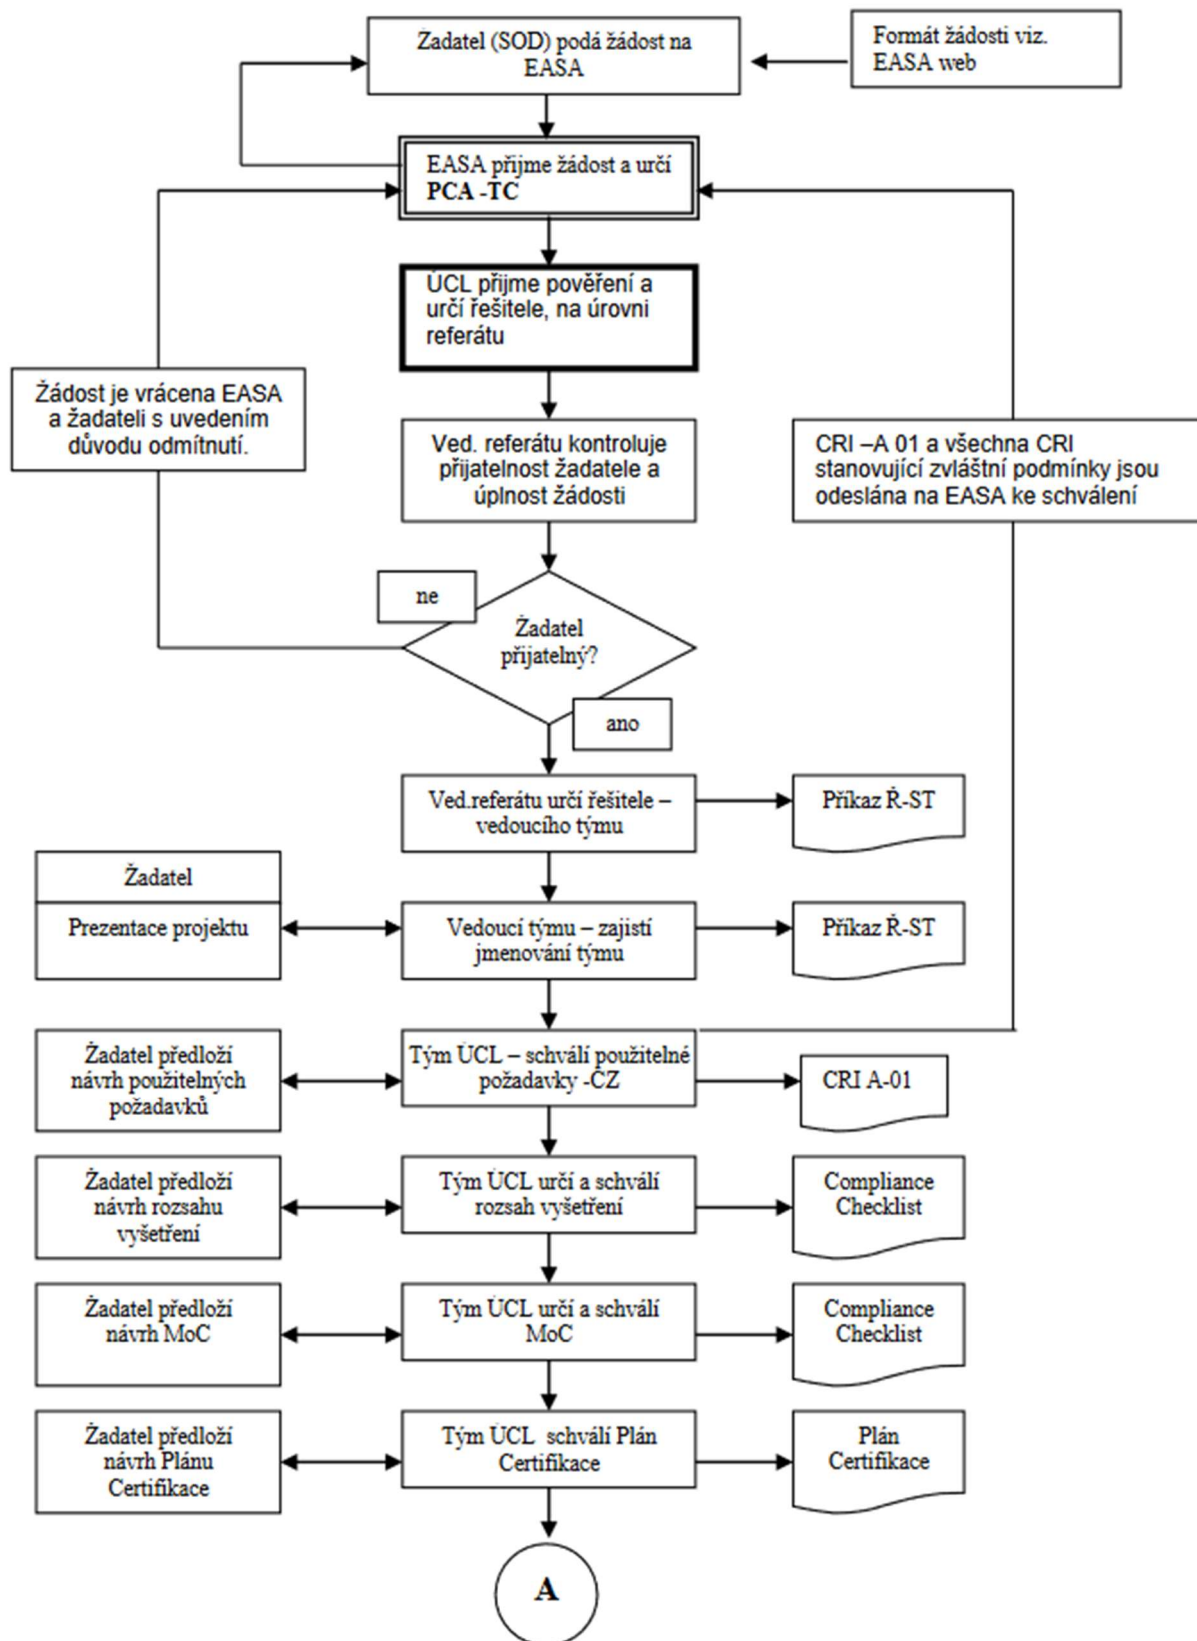 Žadatel (SOD) podá žádost na
EASA
Formát žádosti viz.
EASA web
EASA přijme žádost a určí
PCA -TC
ÚCL přijme pověření a
určí řešitele, na úrovni
referátu
Žádost je vrácena EASA
a žadateli s uvedením
důvodu odmítnutí.
Ved. referátu kontroluje
přijatelnost žadatele a
úplnost žádosti
CRI –A 01 a všechna CRI
stanovující zvláštní podmínky jsou
odeslána na EASA ke schválení
ne
Žadatel
přijatelný?
ano
Ved.referátu určí řešitele –
vedoucího týmu
Příkaz Ř-ST
Žadatel
Prezentace projektu
Vedoucí týmu – zajistí
jmenování týmu
Příkaz Ř-ST
Žadatel předloží
návrh použitelných
požadavků
Tým ÚCL – schválí použitelné
požadavky -CZ
CRI A-01
Žadatel předloží
návrh rozsahu
vyšetření
Tým ÚCL určí a schválí
rozsah vyšetření
Compliance
Checklist
Žadatel předloží
návrh MoC
Tým ÚCL určí a schválí
MoC
Compliance
Checklist
Žadatel předloží
návrh Plánu
Certifikace
Tým ÚCL schválí Plán
Certifikace
Plán
Certifikace
A